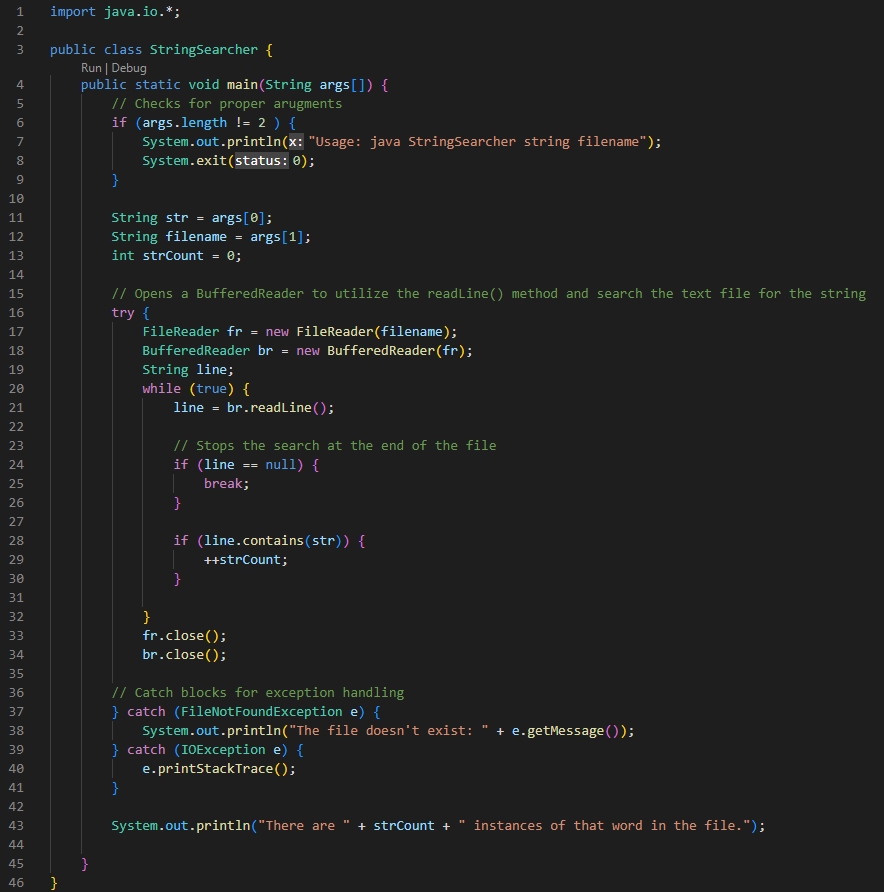 1 import java.io.*;
2
3 public class StringSearcher {
Run | Debug
4     public static void main(String args[]) {
5         // Checks for proper arugments
6         if (args.length != 2 ) {
7             System.out.println(x: "Usage: java StringSearcher string filename");
8             System.exit(status: 0);
9         }
10
11         String str = args[0];
12         String filename = args[1];
13         int strCount = 0;
14
15         // Opens a BufferedReader to utilize the readLine() method and search the text file for the string
16         try {
17             FileReader fr = new FileReader(filename);
18             BufferedReader br = new BufferedReader(fr);
19             String line;
20             while (true) {
21                 line = br.readLine();
22
23                 // Stops the search at the end of the file
24                 if (line == null) {
25                     break;
26                 }
27
28                 if (line.contains(str)) {
29                     ++strCount;
30                 }
31
32             }
33             fr.close();
34             br.close();
35
36         // Catch blocks for exception handling
37         } catch (FileNotFoundException e) {
38             System.out.println("The file doesn't exist: " + e.getMessage());
39         } catch (IOException e) {
40             e.printStackTrace();
41         }
42
43         System.out.println("There are " + strCount + " instances of that word in the file.");
44
45     }
46 }